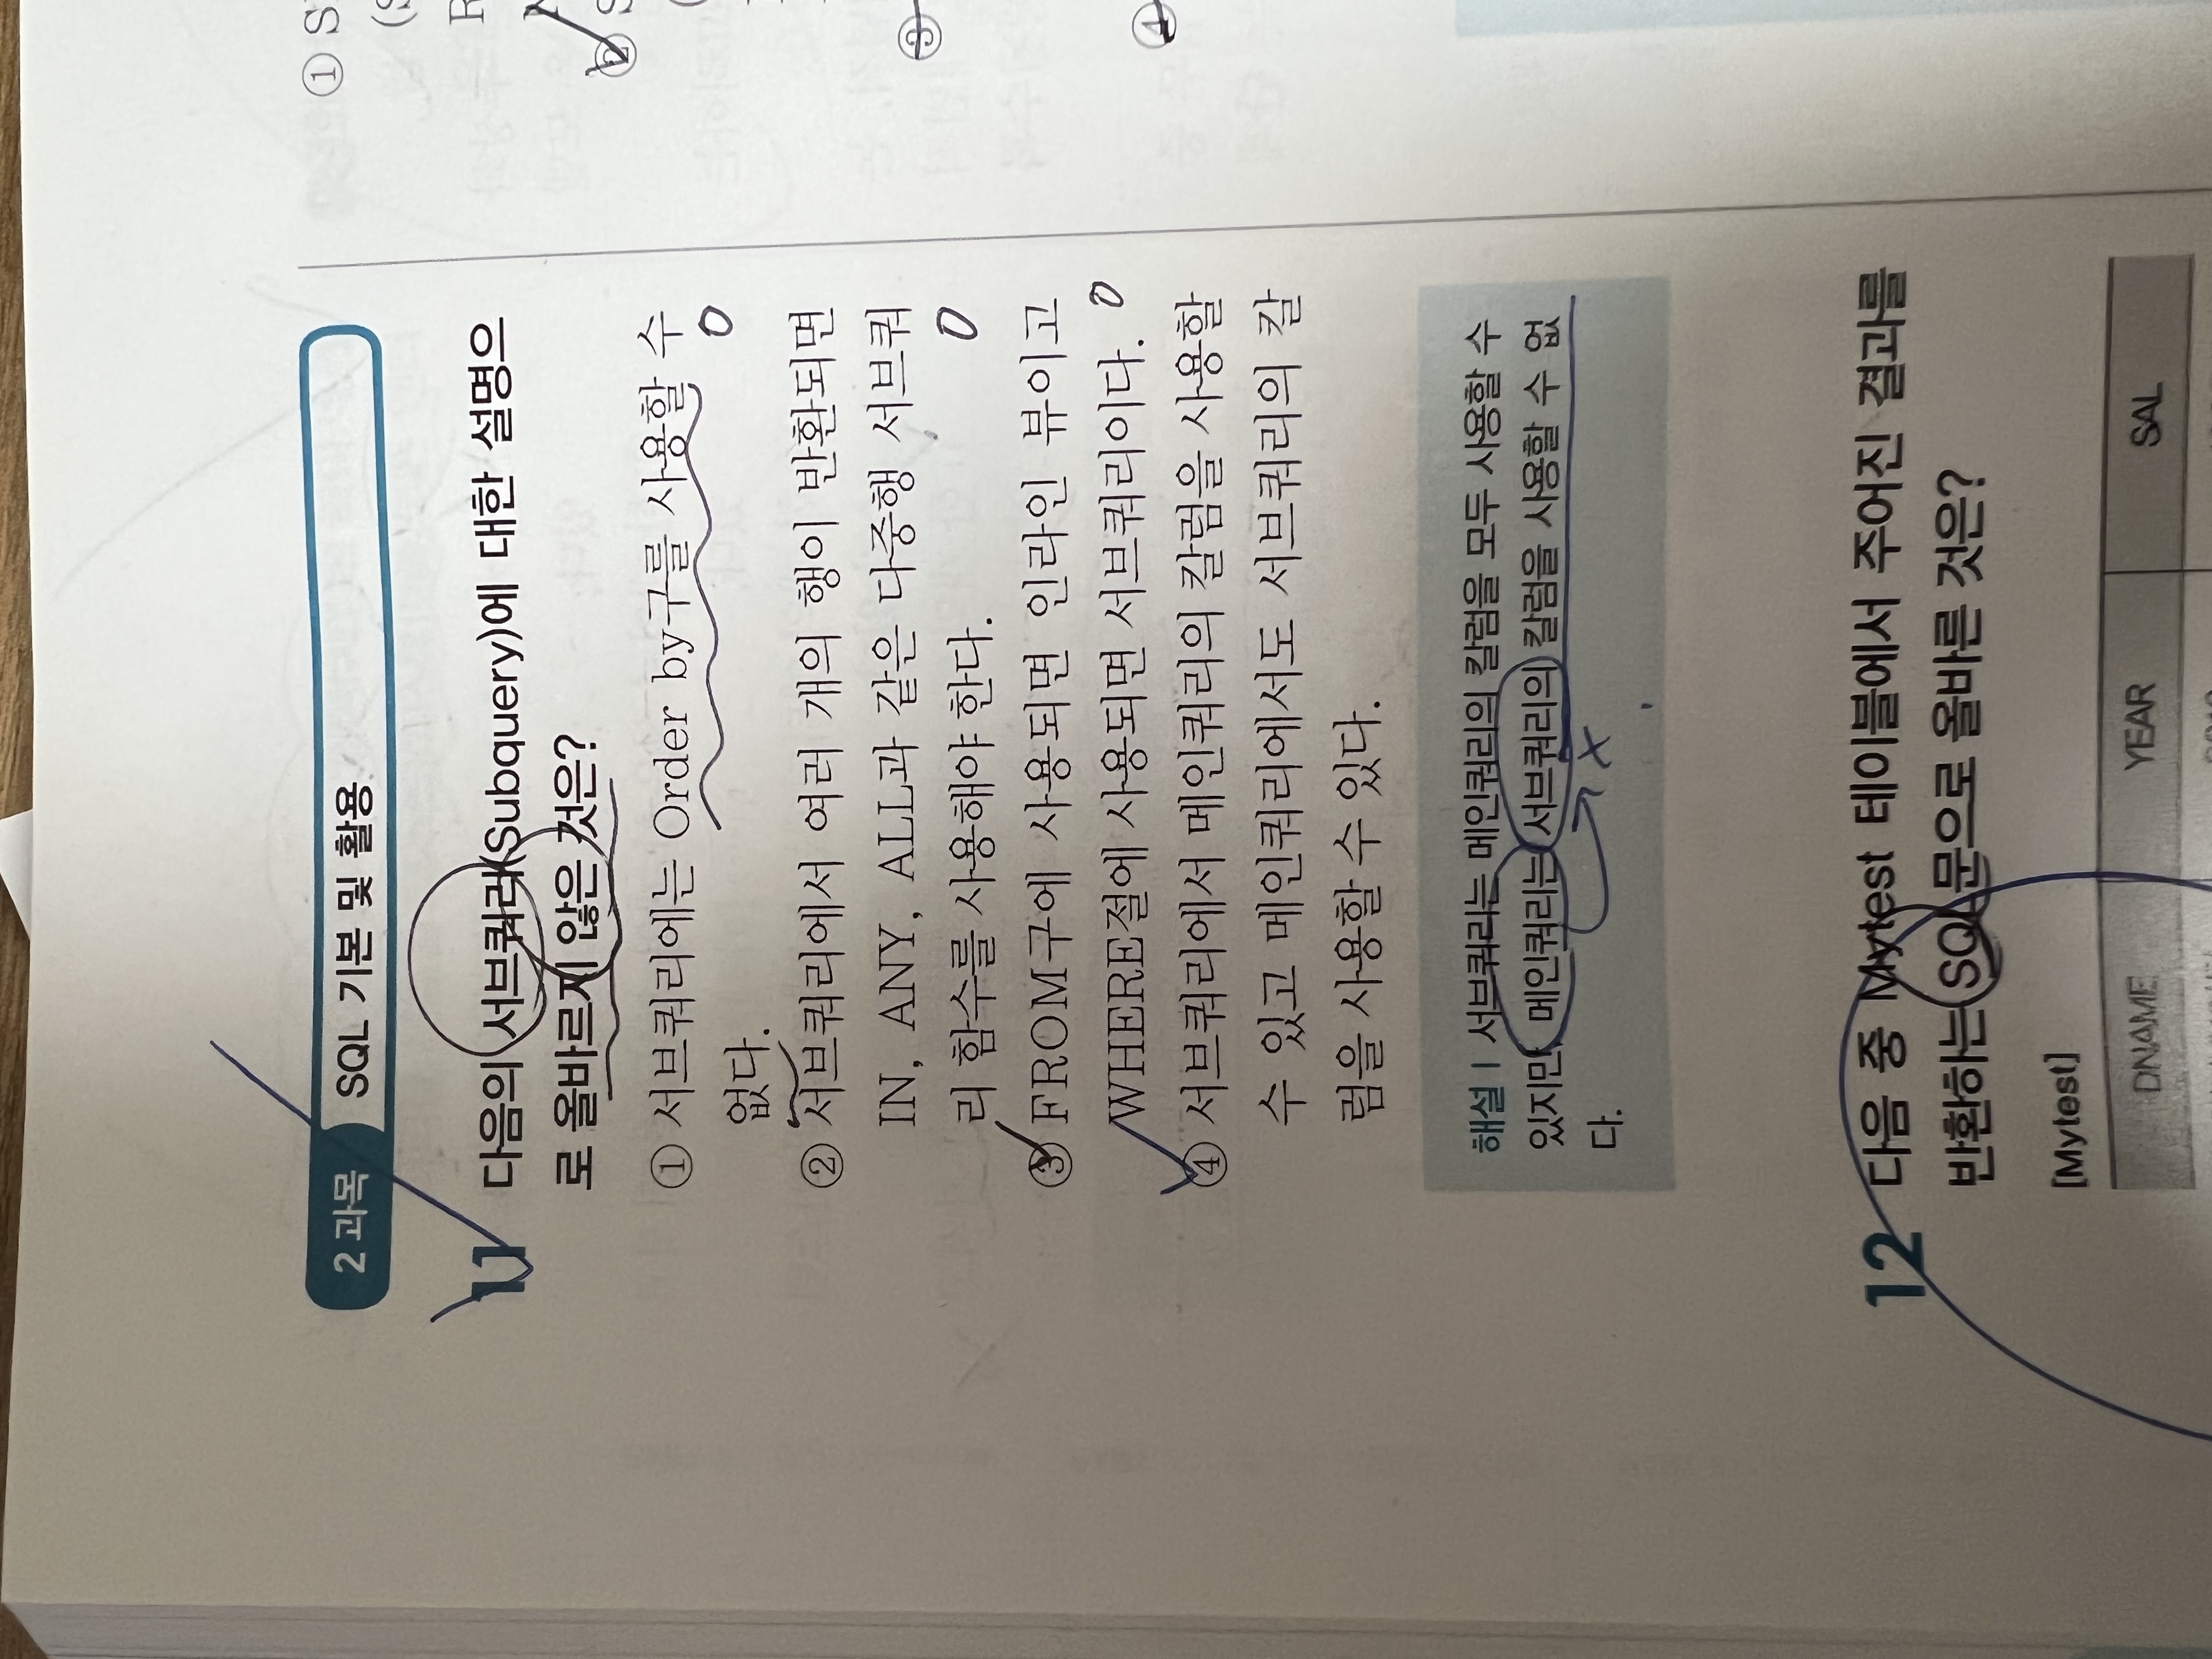 2 과목 SQL 기본 및 활용
11 다음의 서브쿼리(Subquery)에 대한 설명으
로 올바르지 않은 것은?
① 서브쿼리에는 Order by구를 사용할 수
없다.
② 서브쿼리에서 여러 개의 행이 반환되면
IN, ANY, ALL과 같은 다중행 서브쿼
리 함수를 사용해야 한다.
③ FROM구에 사용되면 인라인 뷰이고
WHERE절에 사용되면 서브쿼리이다.
④ 서브쿼리에서 메인쿼리의 칼럼을 사용할
수 있고 메인쿼리에서도 서브쿼리의 칼
럼을 사용할 수 있다.
해설 | 서브쿼리는 메인쿼리의 칼럼을 모두 사용할 수
있지만, 메인쿼리는 서브쿼리의 칼럼을 사용할 수 없
다.
12 다음 중 Mytest 테이블에서 주어진 결과를
반환하는 SQL문으로 올바른 것은?
[Mytest]
DNAME YEAR SAL
①
②
③
④